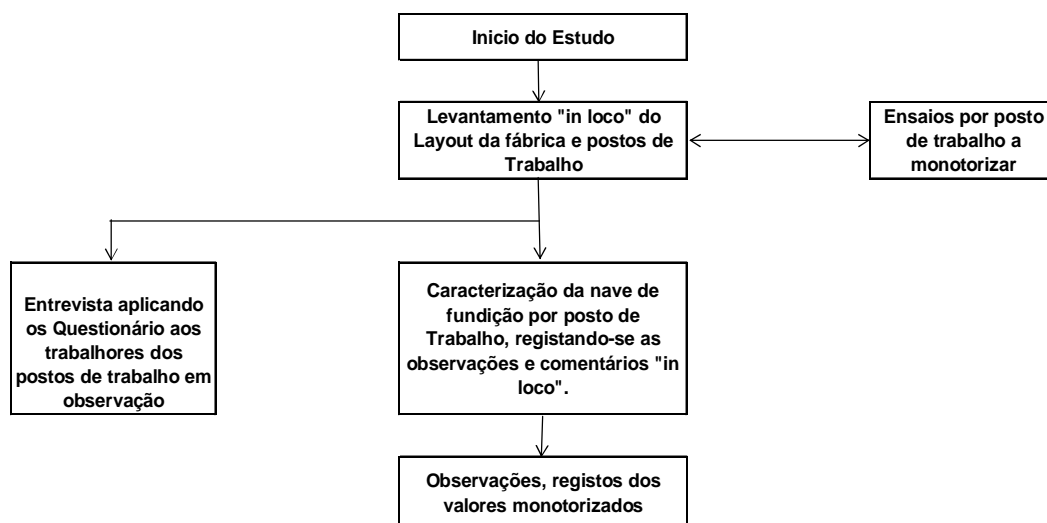 Inicio do Estudo
Levantamento "in loco" do
Layout da fábrica e postos de
Trabalho
Ensaios por posto
de trabalho a
monotorizar
Entrevista aplicando
os Questionário aos
trabalhores dos
postos de trabalho em
observação
Caracterização da nave de
fundição por posto de
Trabalho, registando-se as
observações e comentários "in
loco".
Observações, registos dos
valores monotorizados